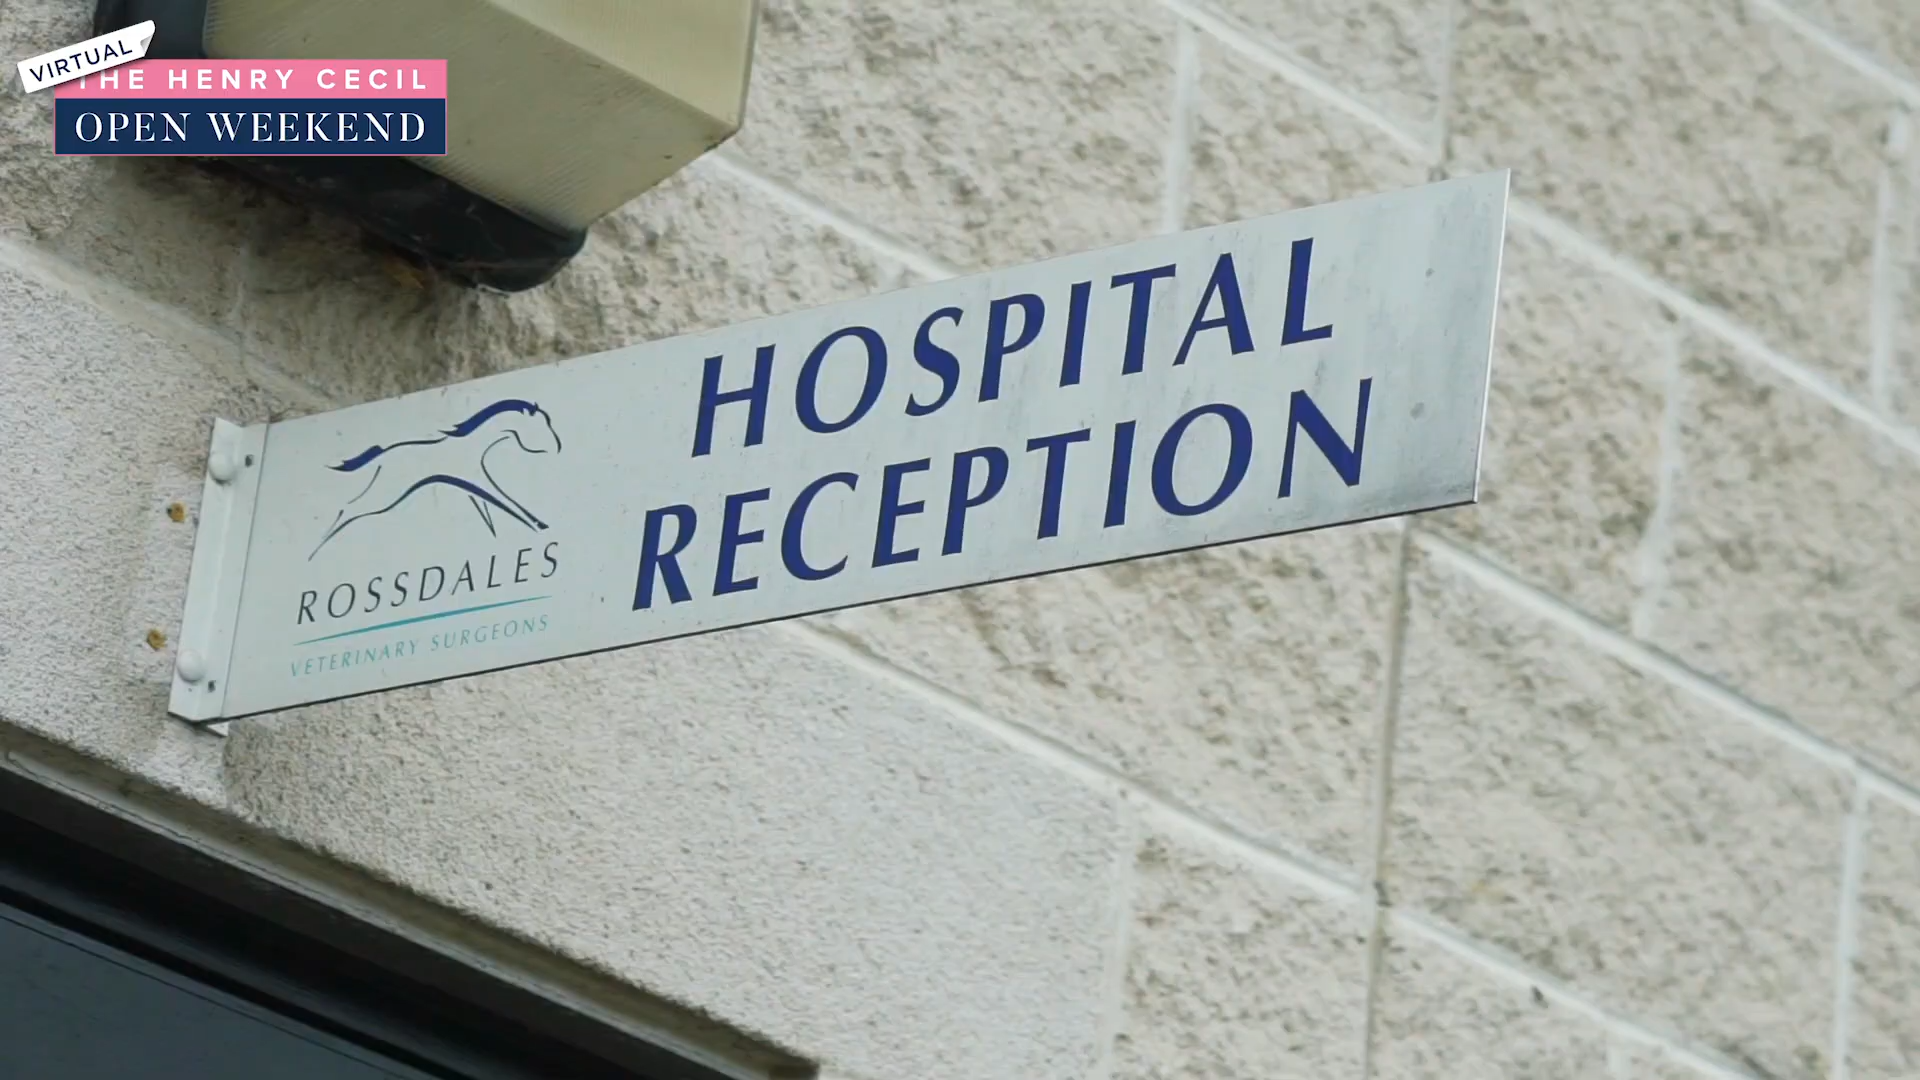 VIRTUAL
THE HENRY CECIL
OPEN WEEKEND
HOSPITAL
RECEPTION
ROSSDALES
VETERINARY SURGEONS